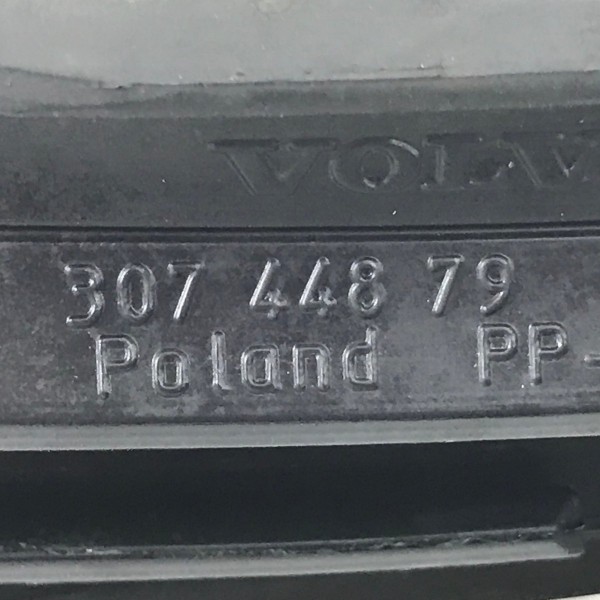 VOLV
307 448 79
Poland PP-